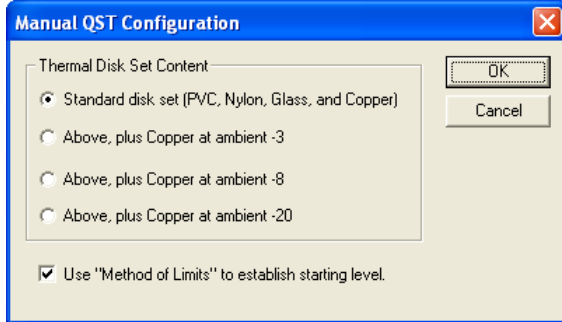 Manual QST Configuration
Thermal Disk Set Content
OK
Standard disk set (PVC, Nylon, Glass, and Copper)
Cancel
Above, plus Copper at ambient -3
Above, plus Copper at ambient -8
Above, plus Copper at ambient -20
Use "Method of Limits" to establish starting level.